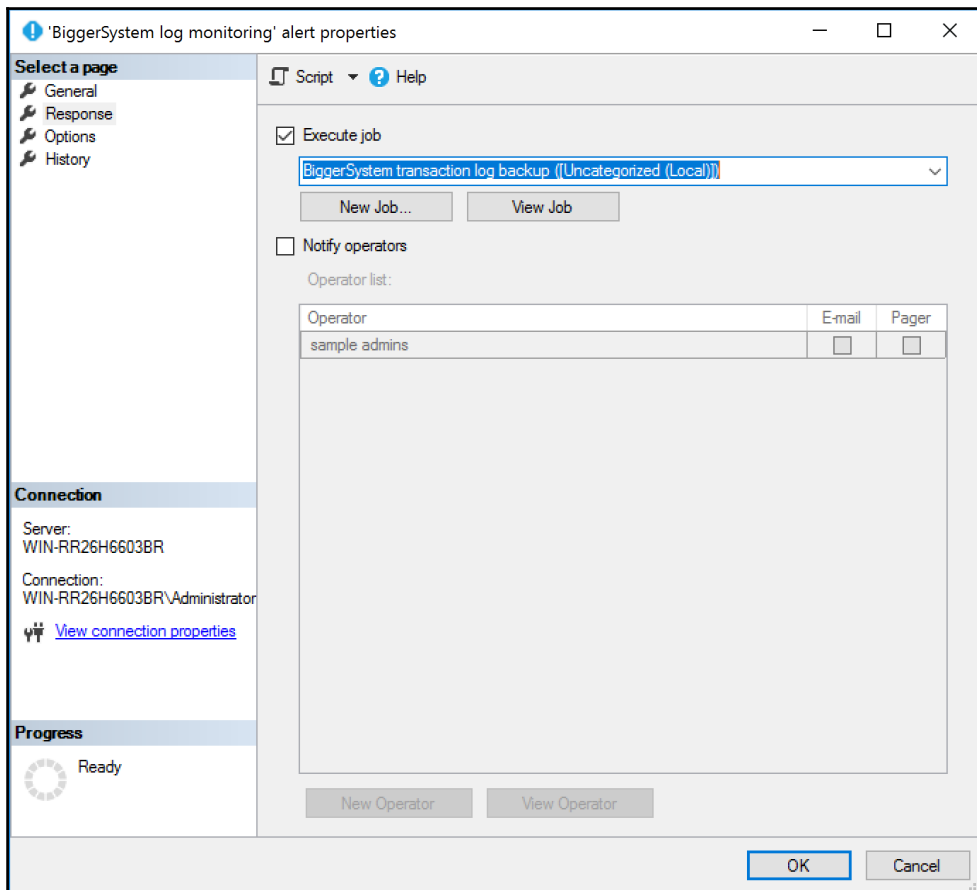 'BiggerSystem log monitoring' alert properties
Select a page
General
Response
Options
History
Script
Help
Execute job
BiggerSystem transaction log backup ([Uncategorized (Local)])
New Job...
View Job
Notify operators
Operator list:
Operator
E-mail
Pager
sample admins
Connection
Server:
WIN-RR26H6603BR
Connection:
WIN-RR26H6603BR\Administrator
View connection properties
Progress
Ready
New Operator
View Operator
OK
Cancel